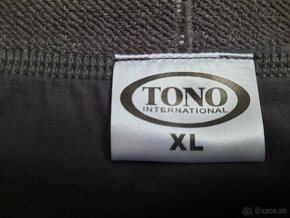 TONO
INTERNATIONAL
XL
bazos.sk